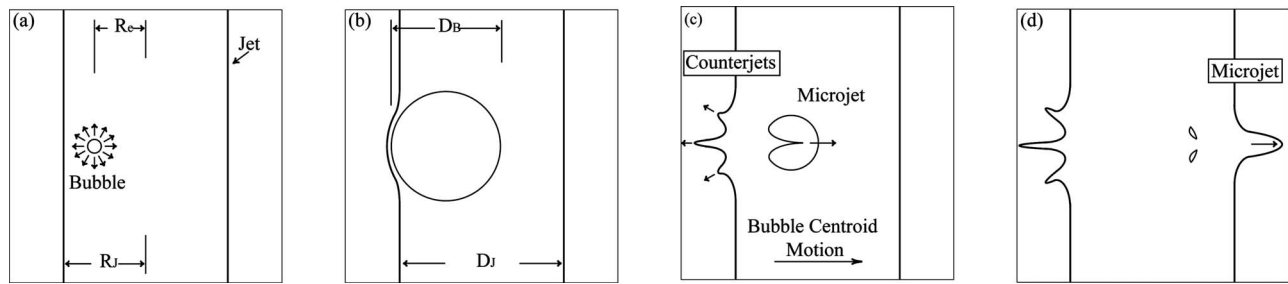 (a)
Re
Jet
Bubble
RJ
(b)
DB
DJ
(c)
Counterjets
Microjet
Bubble Centroid
Motion
(d)
Microjet